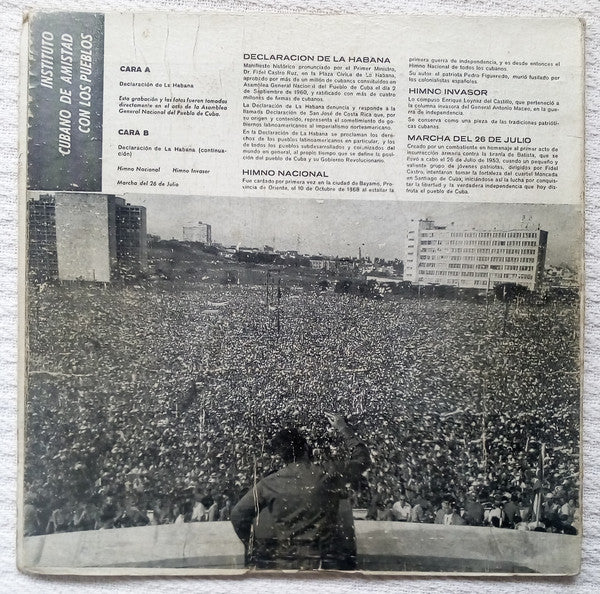 INSTITUTO
CUBANO DE AMISTAD
CON LOS PUEBLOS
CARA A
Declaración de La Habana
Esta grabación y las fotos fueron tomadas
directamente en el acto de la Asamblea
General Nacional del Pueblo de Cuba.
CARA B
Declaración de La Habana (continua-
ción)
Himno Nacional Himno Invasor
Marcha del 26 de Julio
DECLARACION DE LA HABANA
Manifiesto histórico pronunciado por el Primer Ministro,
Dr. Fidel Castro Ruz, en la Plaza Cívica de La Habana,
aprobado por más de un millón de cubanos constituidos en
Asamblea General Nacional del Pueblo de Cuba, el día 2
de Septiembre de 1960, y ratificado con más de cuatro
millones de firmas de cubanos.
La Declaración de La Habana denuncia y responde a la
llamada Declaración de San José de Costa Rica que, por
su origen y contenido, representa el sometimiento de go-
biernos latinoamericanos al imperialismo norteamericano.
En la Declaración de La Habana se proclaman los dere-
chos de los pueblos latinoamericanos en particular, y los
de todos los pueblos subdesarrollados y colonizados del
mundo en general, al propio tiempo que se define la posi-
ción del pueblo de Cuba y su Gobierno Revolucionario.
HIMNO NACIONAL
Fue cantado por primera vez en la ciudad de Bayamo, Pro-
vincia de Oriente, el 10 de Octubre de 1868 al estallar la
primera guerra de independencia, y es desde entonces el
Himno Nacional de todos los cubanos.
Su autor, el patriota Pedro Figueredo, murió fusilado por
los colonialistas españoles.
HIMNO INVASOR
Lo compuso Enrique Loynaz del Castillo, que perteneció a
la columna invasora del General Antonio Maceo, en la gue-
rra de independencia.
Se conserva como una pieza de las tradiciones patrióti-
cas cubanas.
MARCHA DEL 26 DE JULIO
Creada por un combatiente en homenaje al primer acto de
insurrección armada contra la tiranía de Batista, que se
llevó a cabo el 26 de Julio de 1953, cuando un pequeño y
valiente grupo de jóvenes patriotas, dirigidos por Fidel
Castro, intentaron tomar la fortaleza del cuartel Moncada
en Santiago de Cuba; iniciándose así la lucha por conquis-
tar la libertad y la verdadera independencia que hoy dis-
fruta el pueblo de Cuba.